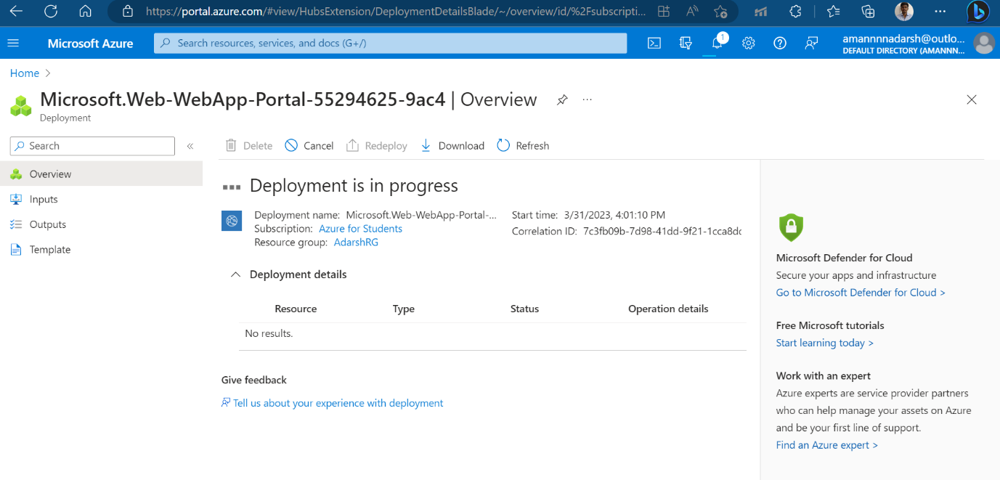 https://portal.azure.com/#view/HubsExtension/DeploymentDetailsBlade/~/overview/id/%2Fsubscripti...
Microsoft Azure
Search resources, services, and docs (G+/)
1
amannnnadarsh@outlo...
DEFAULT DIRECTORY (AMANNN...
Home >
Microsoft.Web-WebApp-Portal-55294625-9ac4 | Overview
Deployment
Search
Overview
Inputs
Outputs
Template
Delete Cancel Redeploy Download Refresh
Deployment is in progress
Deployment name: Microsoft.Web-WebApp-Portal-...
Subscription: Azure for Students
Resource group: AdarshRG
Start time: 3/31/2023, 4:01:10 PM
Correlation ID: 7c3fb09b-7d98-41dd-9f21-1cca8dc
Deployment details
Resource Type Status Operation details
No results.
Give feedback
Tell us about your experience with deployment
Microsoft Defender for Cloud
Secure your apps and infrastructure
Go to Microsoft Defender for Cloud >
Free Microsoft tutorials
Start learning today >
Work with an expert
Azure experts are service provider partners
who can help manage your assets on Azure
and be your first line of support.
Find an Azure expert >